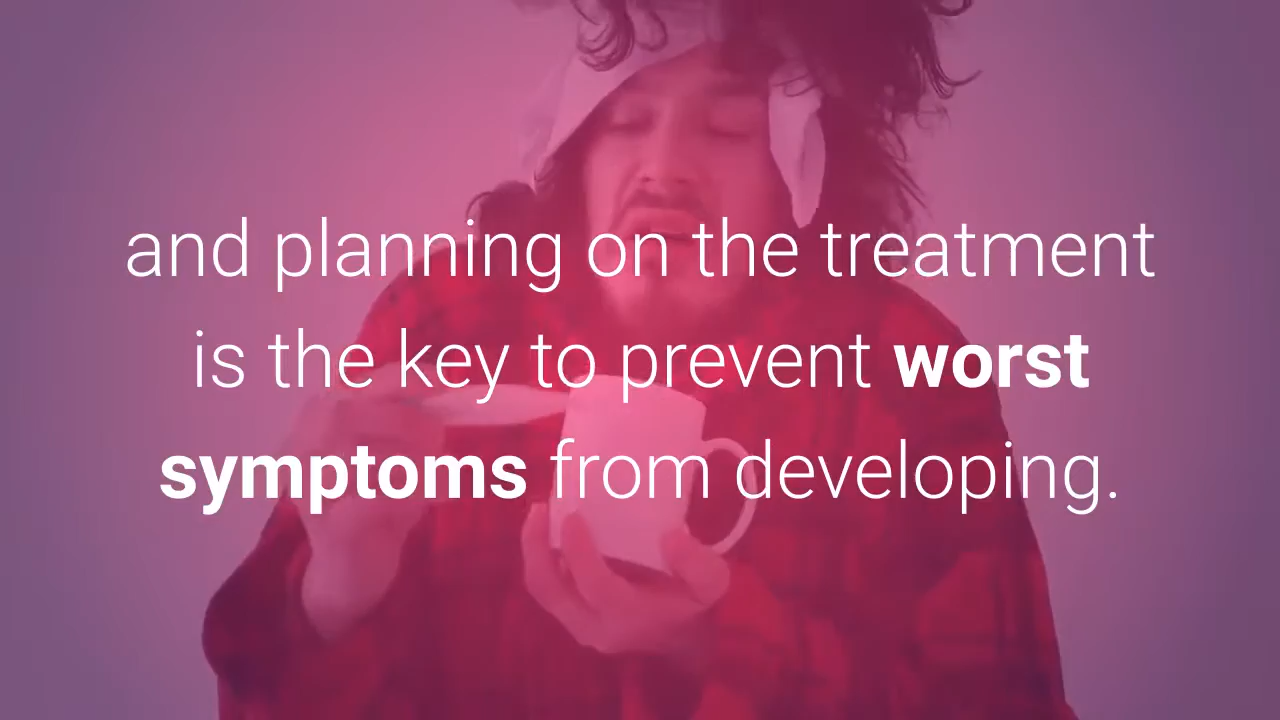 and planning on the treatment
is the key to prevent worst
symptoms from developing.